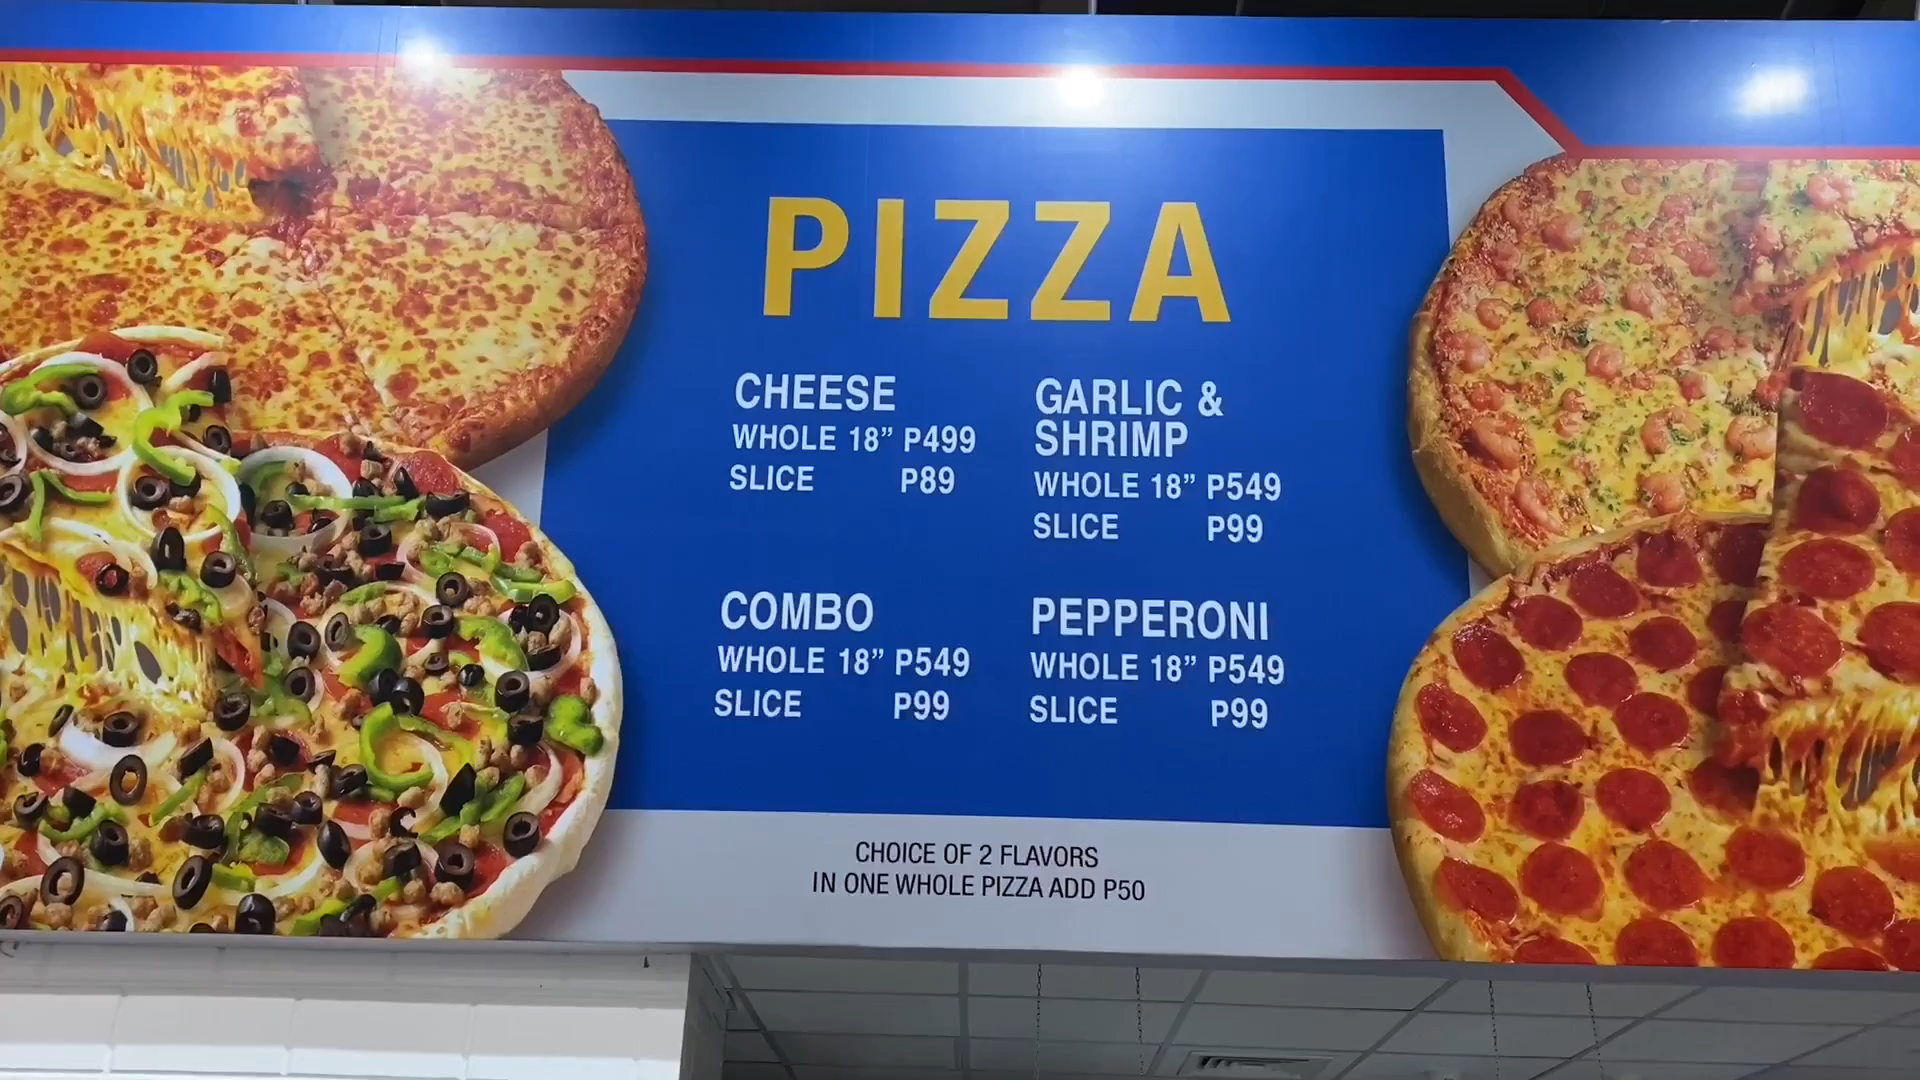 PIZZA
CHEESE
WHOLE 18” P499
SLICE P89
GARLIC &
SHRIMP
WHOLE 18” P549
SLICE P99
COMBO
WHOLE 18” P549
SLICE P99
PEPPERONI
WHOLE 18” P549
SLICE P99
CHOICE OF 2 FLAVORS
IN ONE WHOLE PIZZA ADD P50